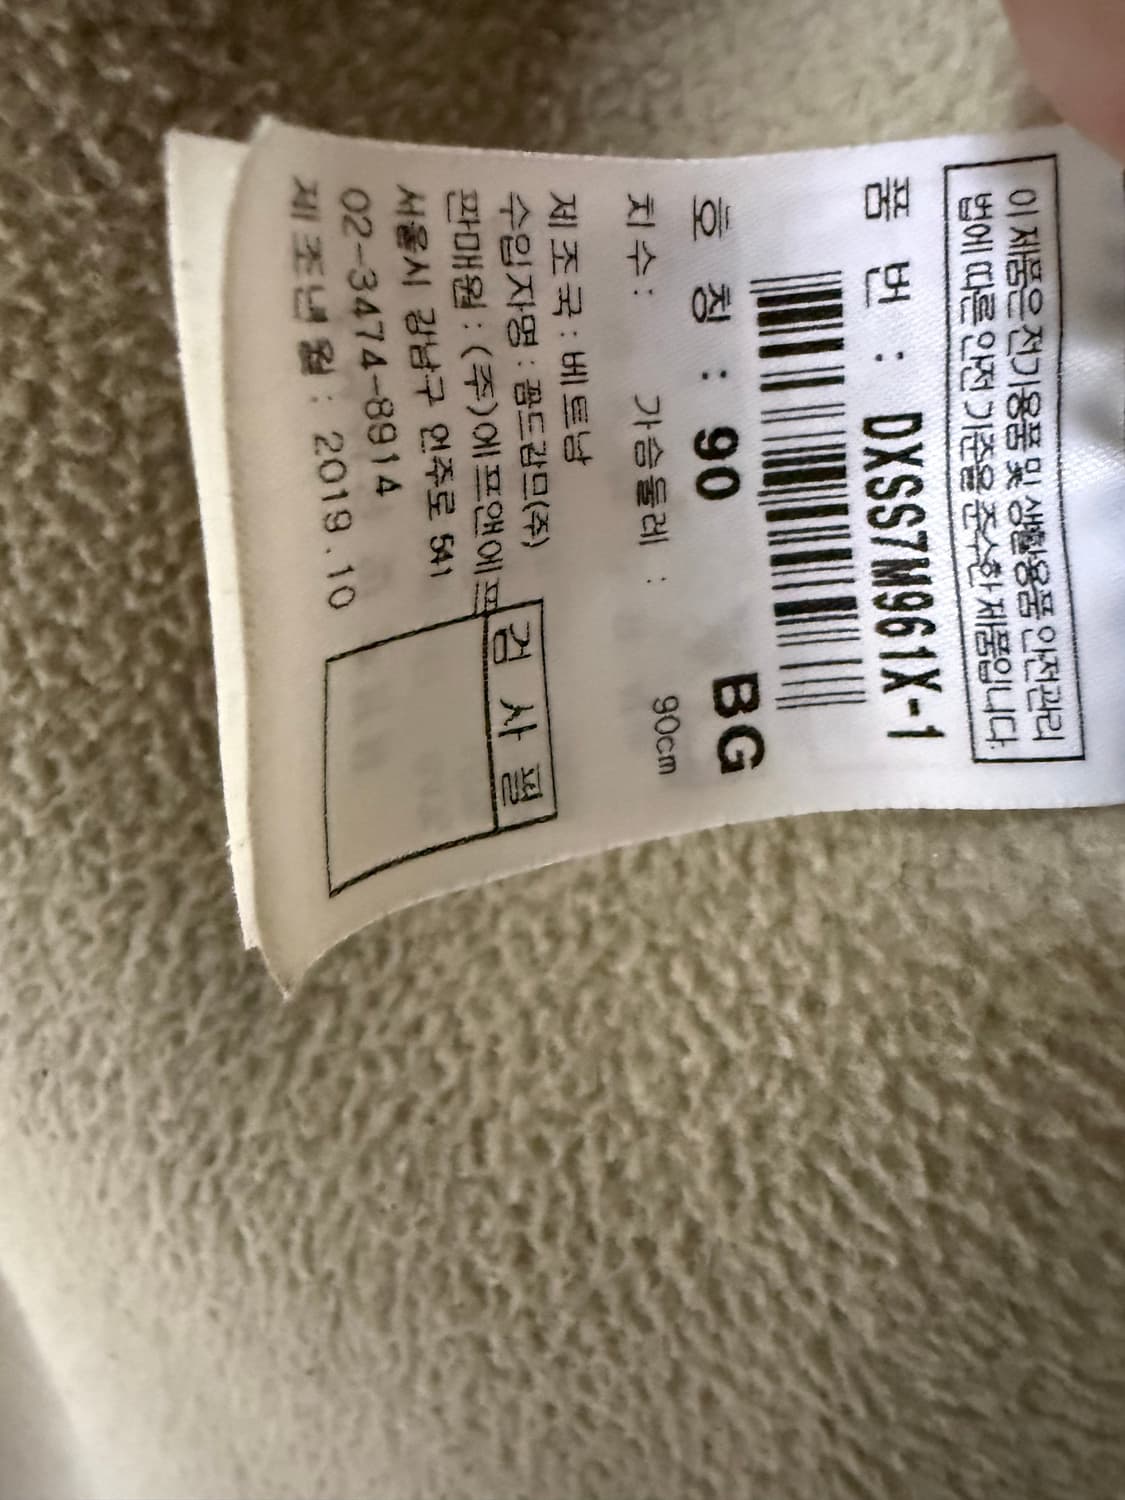 이 제품은 전기용품 및 생활용품 안전관리
법에 따른 안전 기준을 준수한 제품입니다.
품 번 : DXSS7M961X-1
호 칭 : 90 BG
치수 : 가슴둘레 : 90cm
제조국 : 베트남
수입자명 : 폼드감므(주)
판매원 : (주)에프앤에프
서울시 강남구 언주로 541
02-3474-8914
제조년월 : 2019.10
검사필